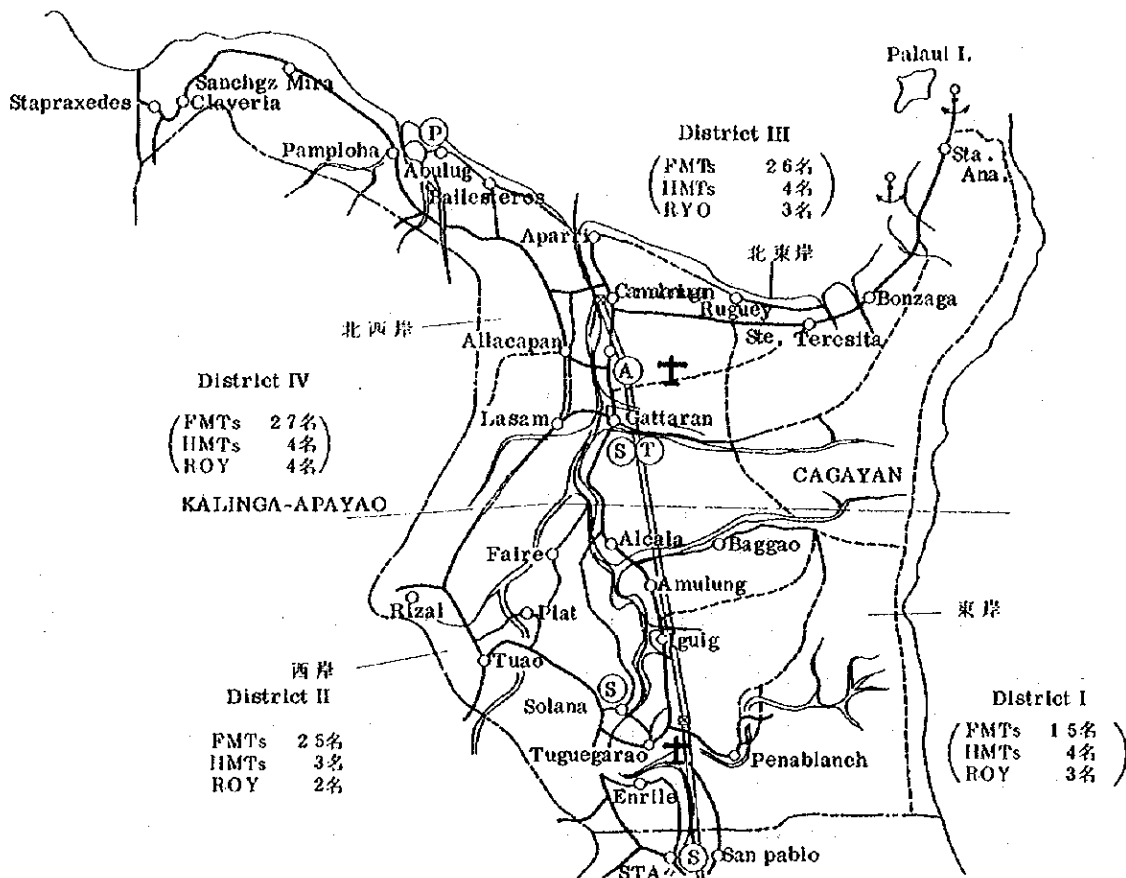 Palaui I.
Sanchgz Mira
Stapraxedes
Claveria
District III
FMTs 26名
HMTs 4名
RYO 3名
P
Pamploha
Abulug
Ballesteros
Sta.
Ana.
Aparri
北東岸
Bonzaga
Ruguey
Ste. Teresita
北西岸
Allacapan
A
District IV
FMTs 27名
HMTs 4名
ROY 4名
Lasam
Gattaran
S T
CAGAYAN
KALINGA-APAYAO
Alcala
Baggao
Faire
Amulung
Rizal
Plat
東岸
Iguig
西岸
Tuao
District II
FMTs 25名
HMTs 3名
ROY 2名
S
Solana
District I
FMTs 15名
HMTs 4名
ROY 3名
Tuguegarao
Penablanch
Enrile
S
San pablo
STA